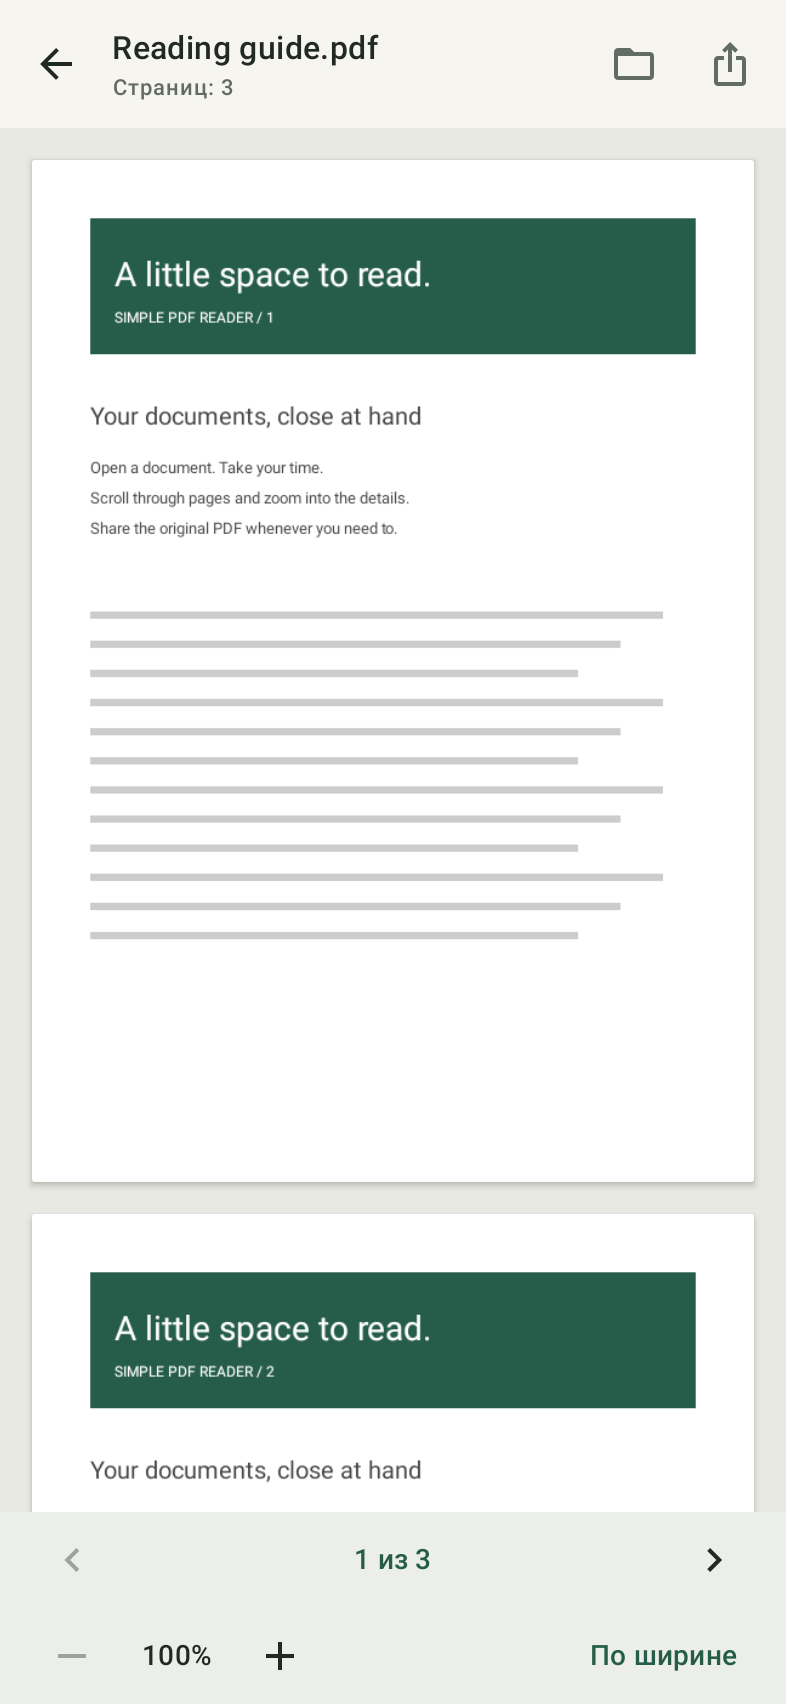 Reading guide.pdf
Страниц: 3
A little space to read.
SIMPLE PDF READER / 1
Your documents, close at hand
Open a document. Take your time.
Scroll through pages and zoom into the details.
Share the original PDF whenever you need to.
A little space to read.
SIMPLE PDF READER / 2
Your documents, close at hand
1 из 3
100%
По ширине